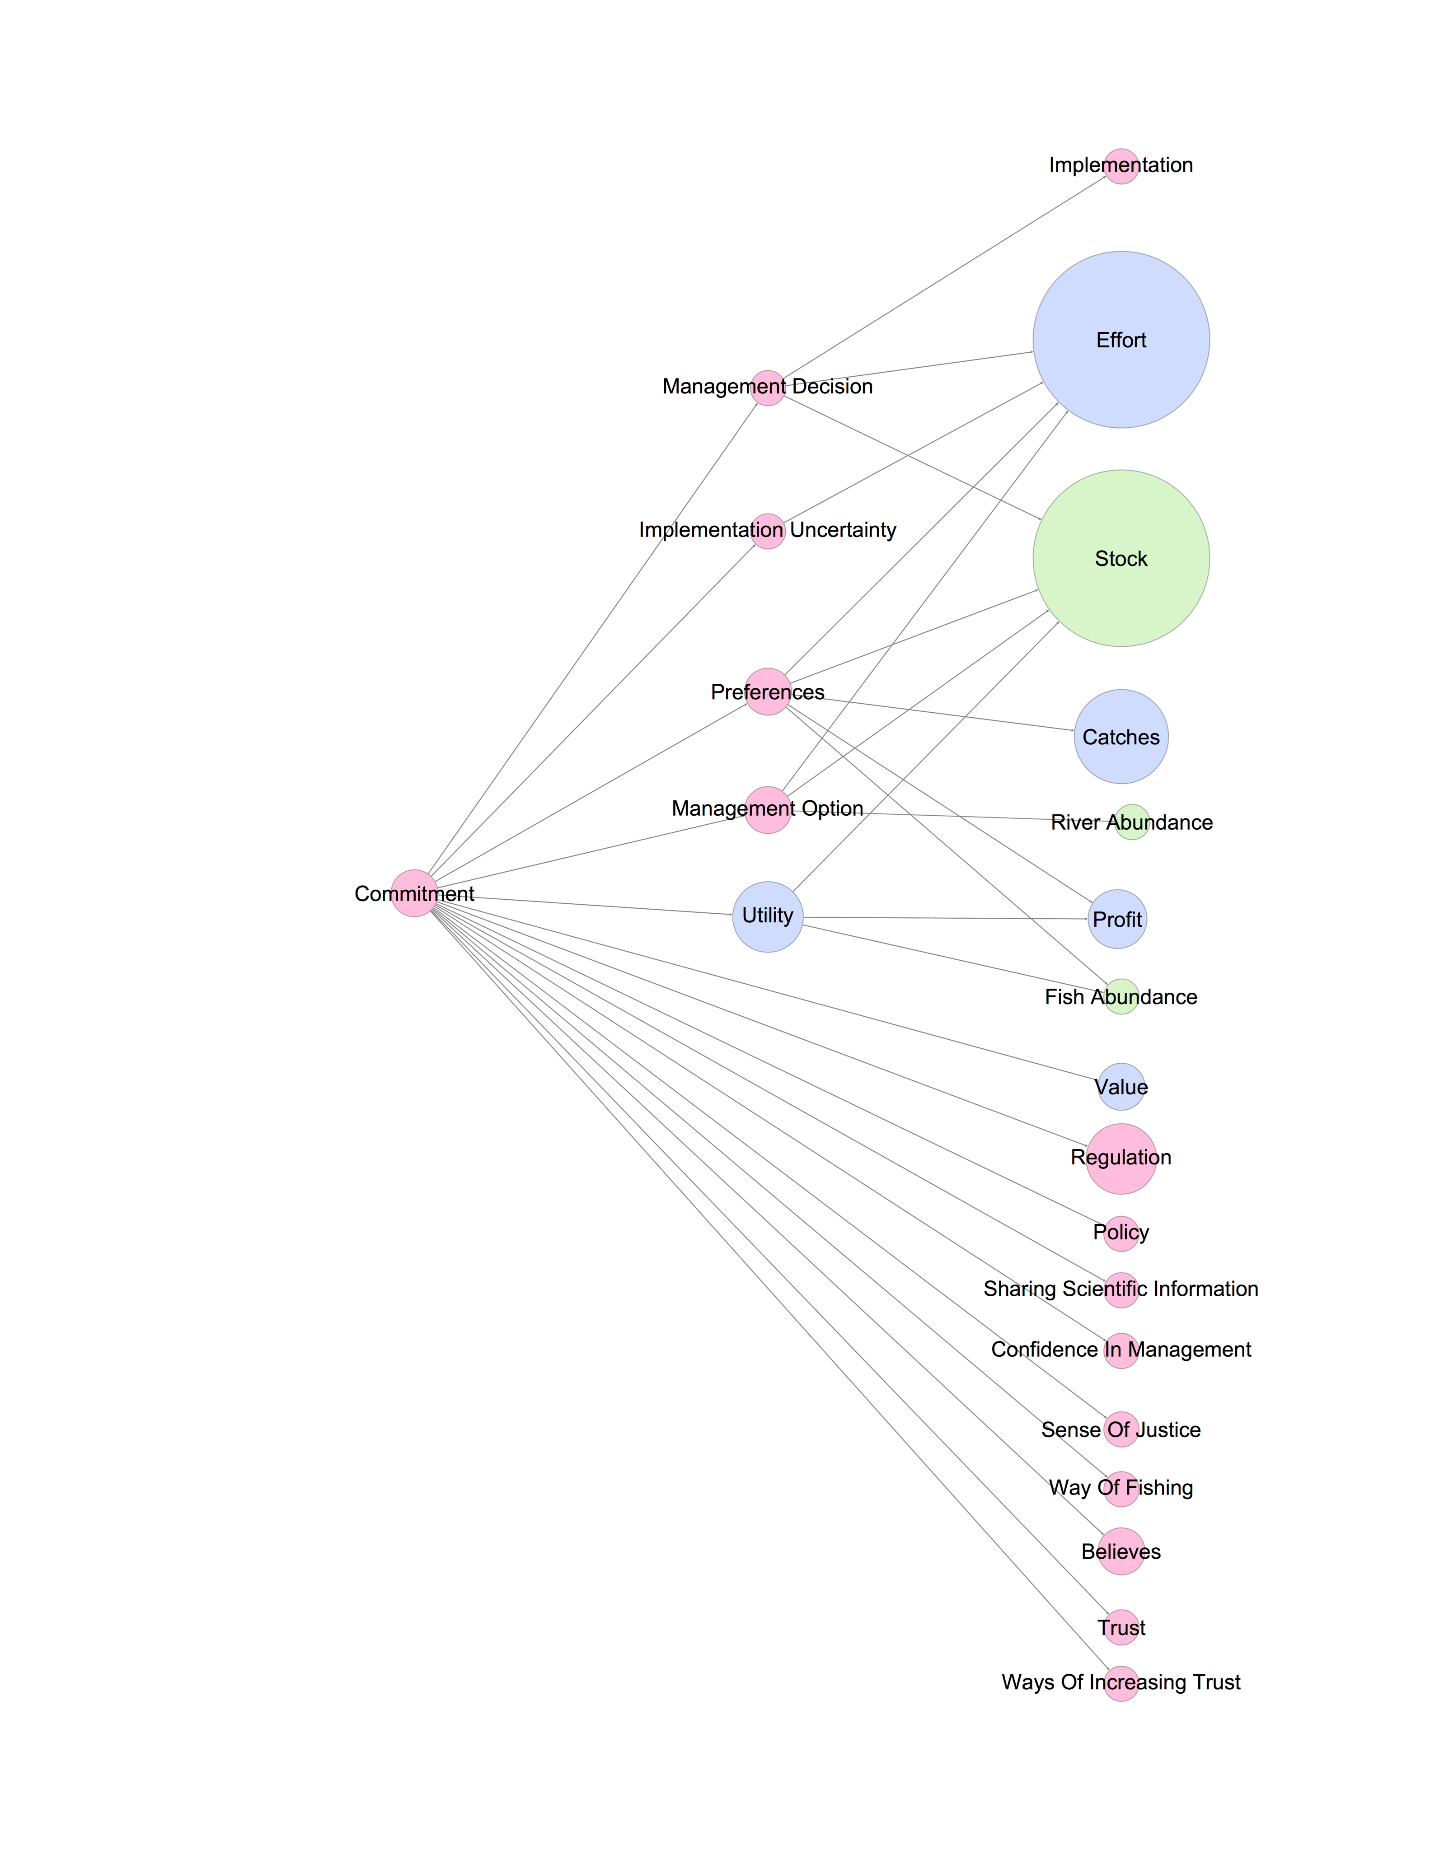 Implementation
Effort
Management Decision
Implementation Uncertainty
Stock
Preferences
Catches
Management Option
River Abundance
Commitment
Utility
Profit
Fish Abundance
Value
Regulation
Policy
Sharing Scientific Information
Confidence In Management
Sense Of Justice
Way Of Fishing
Believes
Trust
Ways Of Increasing Trust